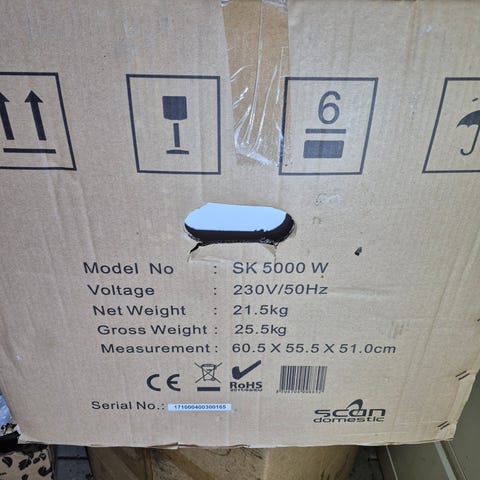 6
Model No : SK 5000 W
Voltage : 230V/50Hz
Net Weight : 21.5kg
Gross Weight : 25.5kg
Measurement : 60.5 X 55.5 X 51.0cm
CE RoHS
Serial No.: 171000400300165
scan
domestic